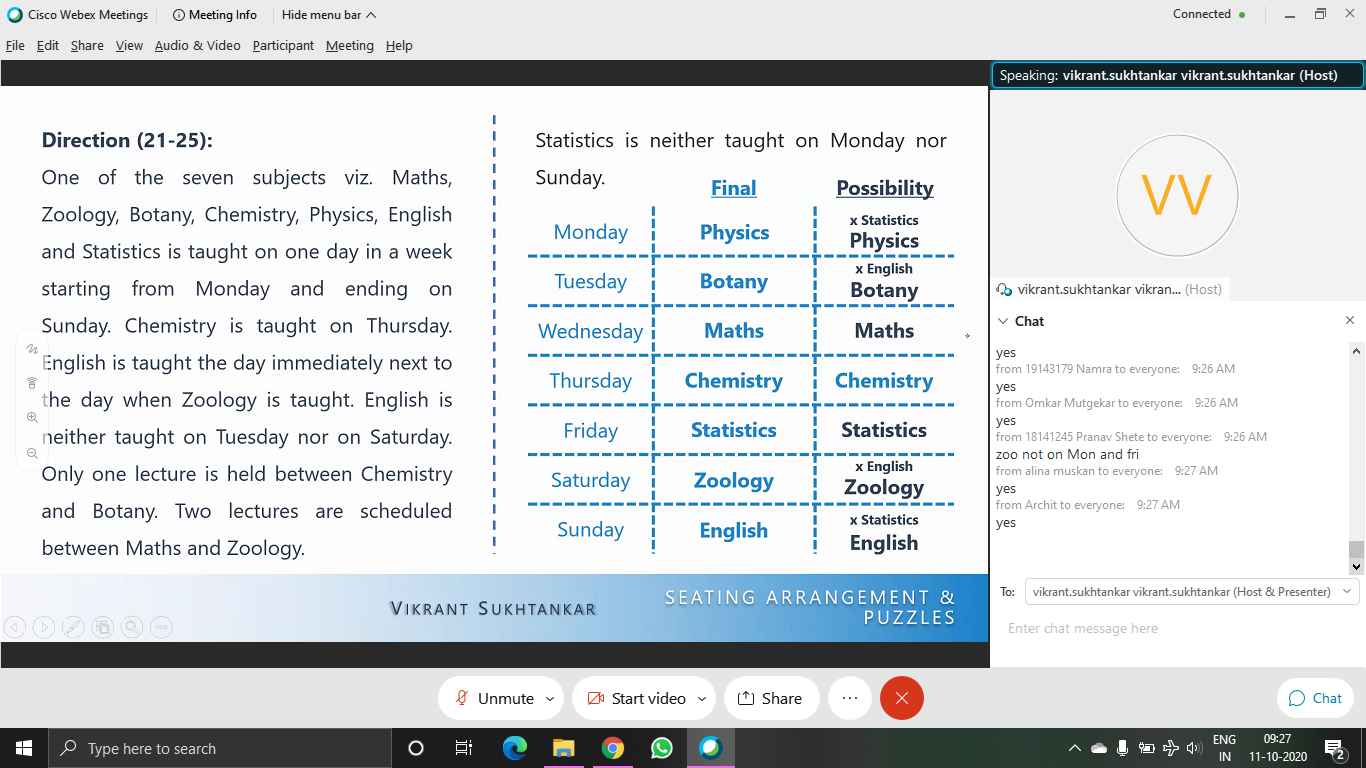 Cisco Webex Meetings
Meeting Info
Hide menu bar
Connected
File Edit Share View Audio & Video Participant Meeting Help
Speaking: vikrant.sukhtankar vikrant.sukhtankar (Host)
Direction (21-25):
One of the seven subjects viz. Maths,
Zoology, Botany, Chemistry, Physics, English
and Statistics is taught on one day in a week
starting from Monday and ending on
Sunday. Chemistry is taught on Thursday.
English is taught the day immediately next to
the day when Zoology is taught. English is
neither taught on Tuesday nor on Saturday.
Only one lecture is held between Chemistry
and Botany. Two lectures are scheduled
between Maths and Zoology.
Statistics is neither taught on Monday nor
Sunday.
Final Possibility
x Statistics
Monday Physics Physics
x English
Tuesday Botany Botany
Wednesday Maths Maths
Thursday Chemistry Chemistry
Friday Statistics Statistics
x English
Saturday Zoology Zoology
x Statistics
Sunday English English
VIKRANT SUKHTANKAR
SEATING ARRANGEMENT &
PUZZLES
VV
vikrant.sukhtankar vikran... (Host)
Chat
yes
from 19143179 Namra to everyone: 9:26 AM
yes
from Omkar Mutgekar to everyone: 9:26 AM
yes
from 18141245 Pranav Shete to everyone: 9:26 AM
zoo not on Mon and fri
from alina muskan to everyone: 9:27 AM
yes
from Archit to everyone: 9:27 AM
yes
To: vikrant.sukhtankar vikrant.sukhtankar (Host & Presenter)
Enter chat message here
Unmute
Start video
Share
Chat
Type here to search
ENG
IN
09:27
11-10-2020
2